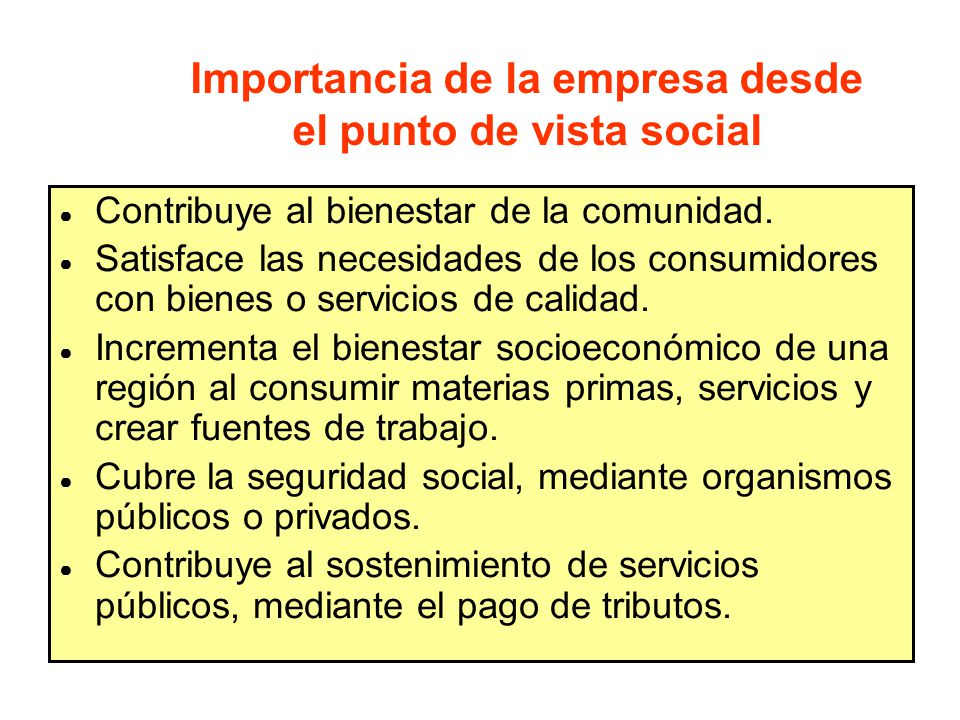 Importancia de la empresa desde
el punto de vista social
• Contribuye al bienestar de la comunidad.
• Satisface las necesidades de los consumidores
con bienes o servicios de calidad.
• Incrementa el bienestar socioeconómico de una
región al consumir materias primas, servicios y
crear fuentes de trabajo.
• Cubre la seguridad social, mediante organismos
públicos o privados.
• Contribuye al sostenimiento de servicios
públicos, mediante el pago de tributos.